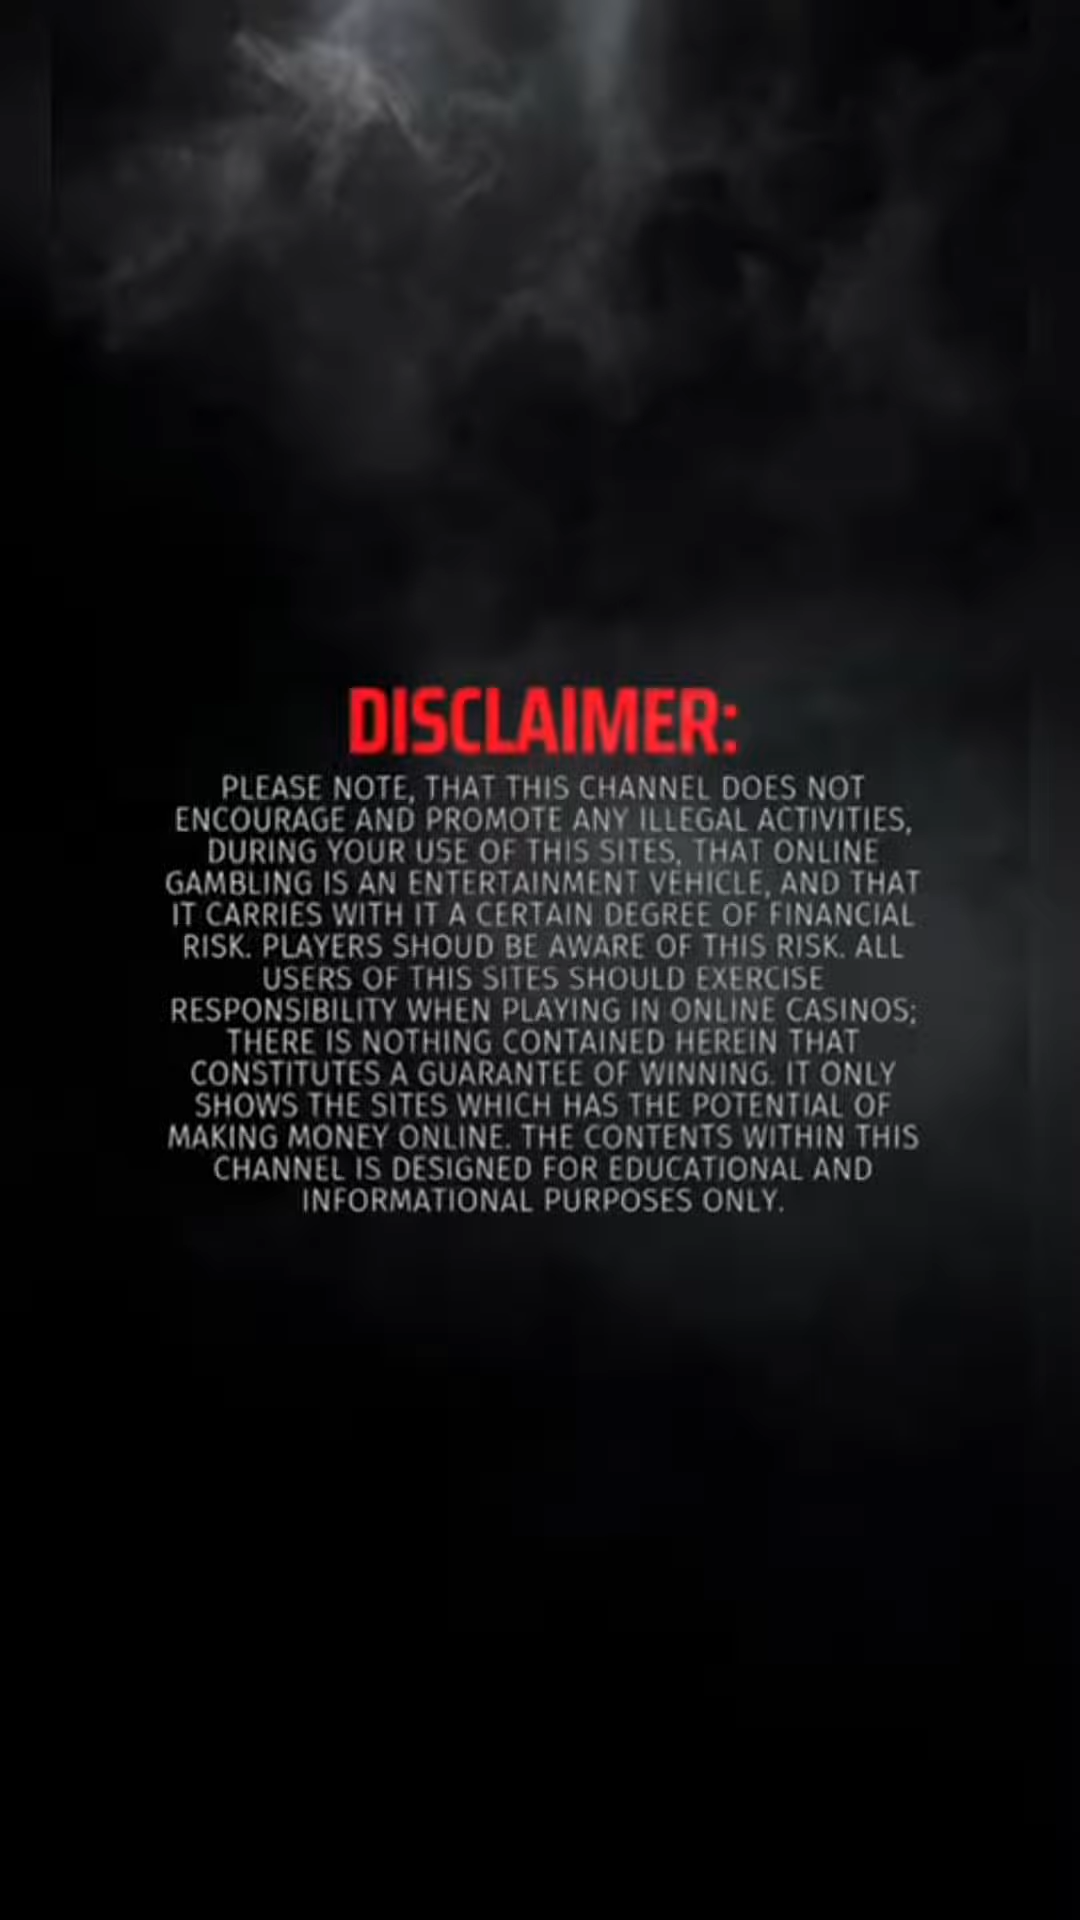 DISCLAIMER:
PLEASE NOTE, THAT THIS CHANNEL DOES NOT
ENCOURAGE AND PROMOTE ANY ILLEGAL ACTIVITIES,
DURING YOUR USE OF THIS SITES, THAT ONLINE
GAMBLING IS AN ENTERTAINMENT VEHICLE, AND THAT
IT CARRIES WITH IT A CERTAIN DEGREE OF FINANCIAL
RISK. PLAYERS SHOUD BE AWARE OF THIS RISK. ALL
USERS OF THIS SITES SHOULD EXERCISE
RESPONSIBILITY WHEN PLAYING IN ONLINE CASINOS;
THERE IS NOTHING CONTAINED HEREIN THAT
CONSTITUTES A GUARANTEE OF WINNING. IT ONLY
SHOWS THE SITES WHICH HAS THE POTENTIAL OF
MAKING MONEY ONLINE. THE CONTENTS WITHIN THIS
CHANNEL IS DESIGNED FOR EDUCATIONAL AND
INFORMATIONAL PURPOSES ONLY.